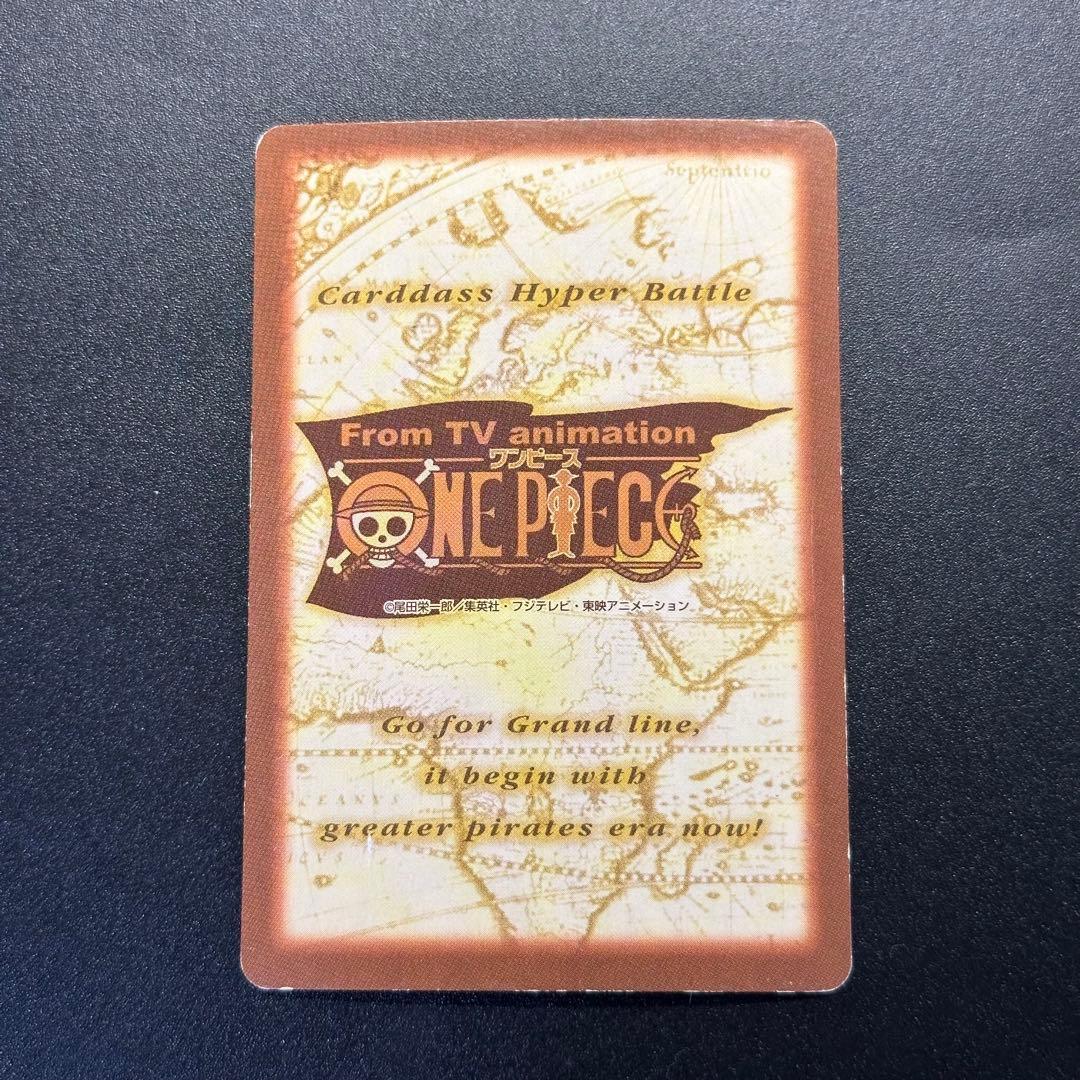 Septentrio
Carddass Hyper Battle
From TV animation
ワンピース
ONE PIECE
©尾田栄一郎／集英社・フジテレビ・東映アニメーション
Go for Grand line,
it begin with
OCEANVS
greater pirates era now!